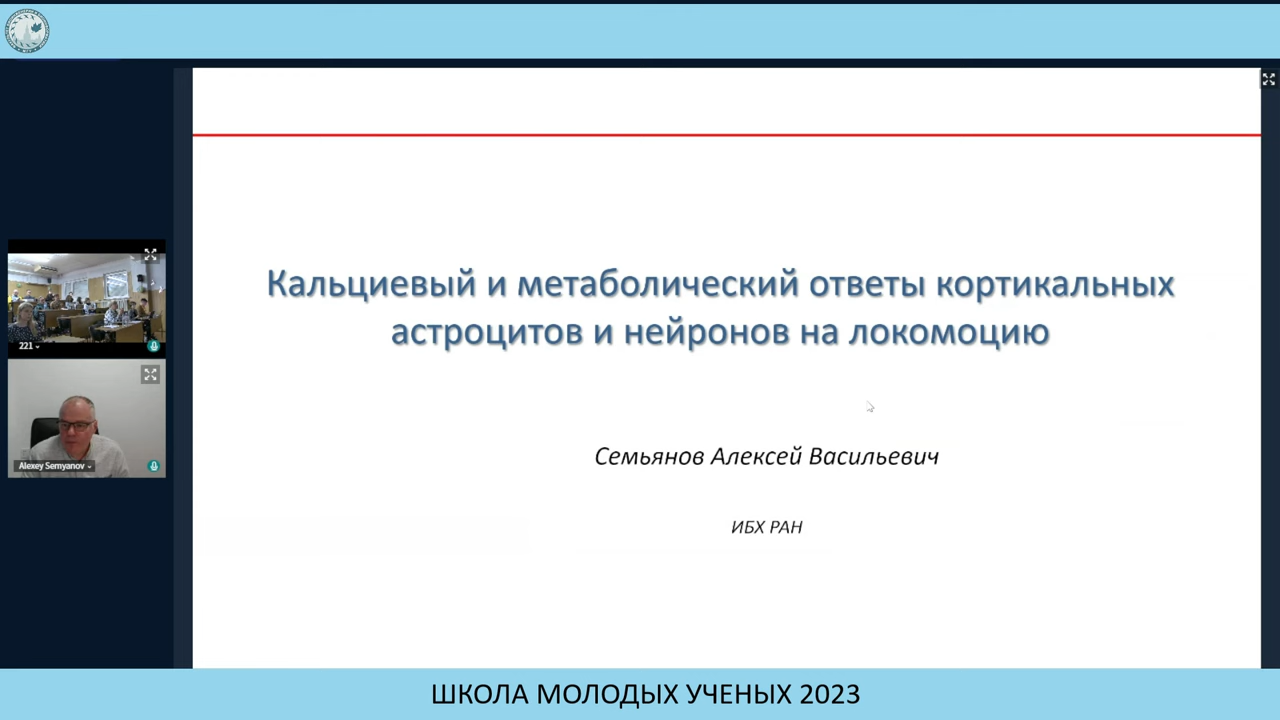 221
Alexey Semyanov
Кальциевый и метаболический ответы кортикальных
астроцитов и нейронов на локомоцию
Семьянов Алексей Васильевич
ИБХ РАН
ШКОЛА МОЛОДЫХ УЧЕНЫХ 2023